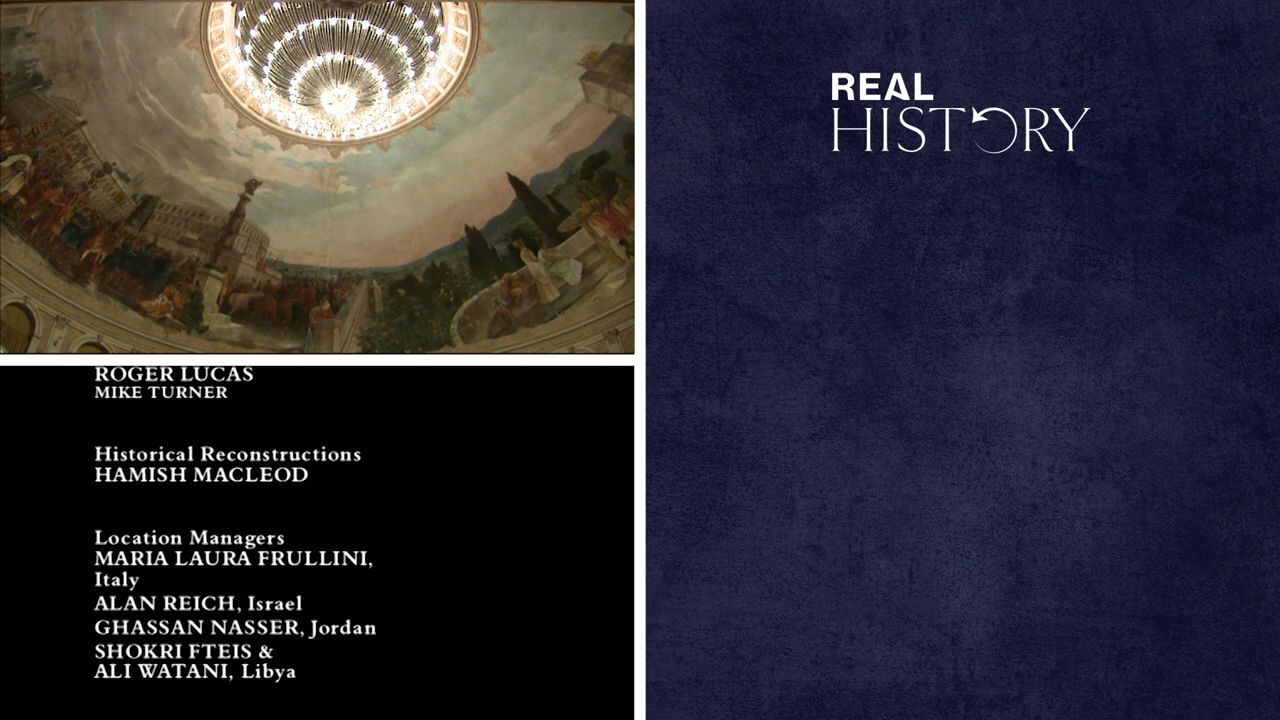 ROGER LUCAS
MIKE TURNER
Historical Reconstructions
HAMISH MACLEOD
Location Managers
MARIA LAURA FRULLINI,
Italy
ALAN REICH, Israel
GHASSAN NASSER, Jordan
SHOKRI FTEIS &
ALI WATANI, Libya
REAL
HISTORY